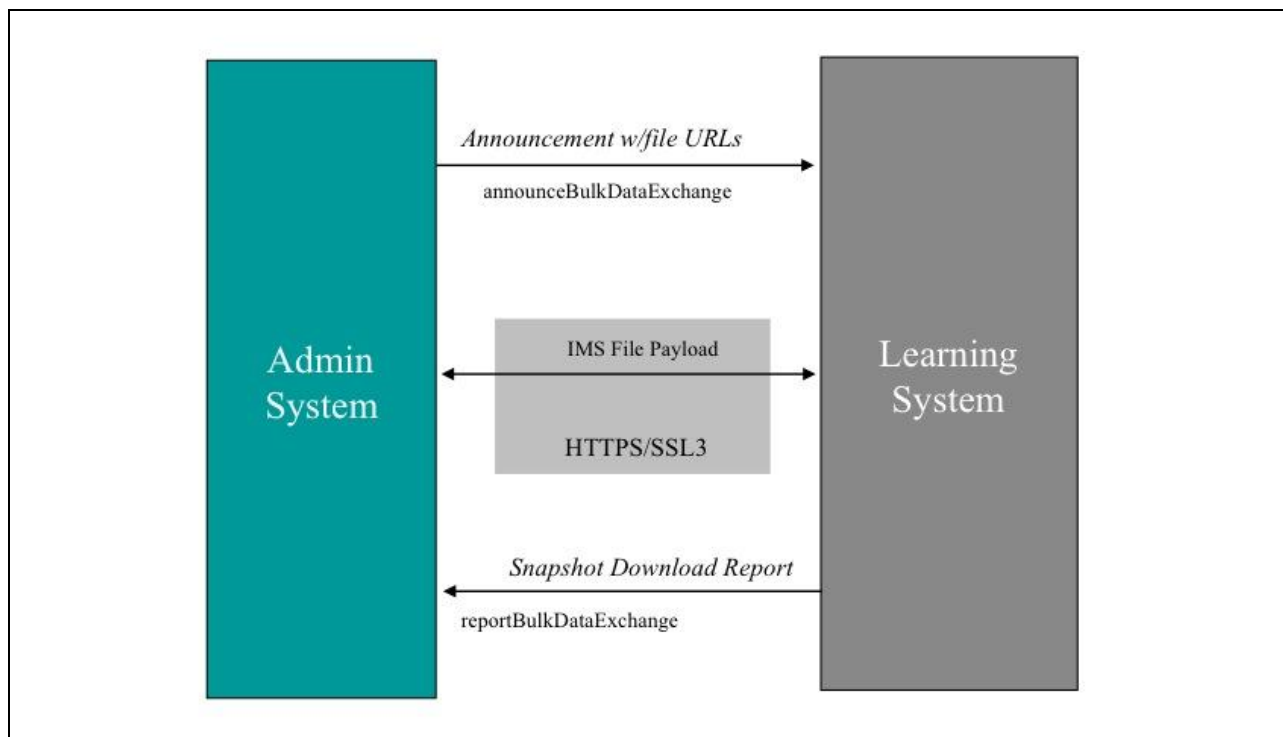 Announcement w/file URLs
announceBulkDataExchange
Admin
System
IMS File Payload
HTTPS/SSL3
Learning
System
Snapshot Download Report
reportBulkDataExchange